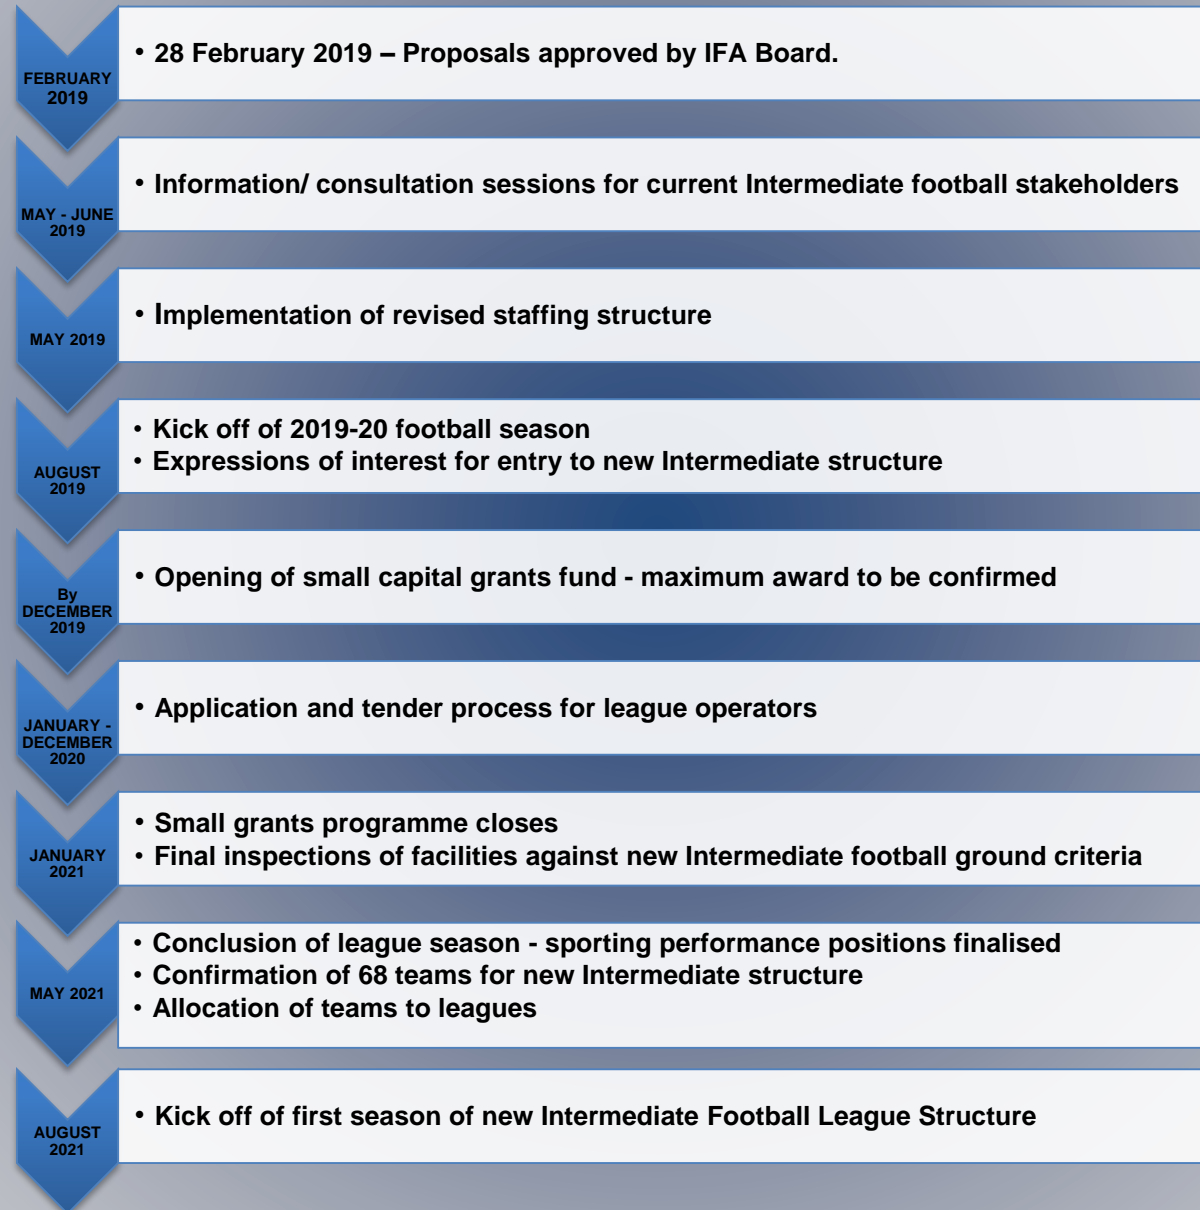 FEBRUARY
2019
• 28 February 2019 – Proposals approved by IFA Board.
MAY - JUNE
2019
• Information/ consultation sessions for current Intermediate football stakeholders
MAY 2019
• Implementation of revised staffing structure
AUGUST
2019
• Kick off of 2019-20 football season
• Expressions of interest for entry to new Intermediate structure
By
DECEMBER
2019
• Opening of small capital grants fund - maximum award to be confirmed
JANUARY -
DECEMBER
2020
• Application and tender process for league operators
JANUARY
2021
• Small grants programme closes
• Final inspections of facilities against new Intermediate football ground criteria
MAY 2021
• Conclusion of league season - sporting performance positions finalised
• Confirmation of 68 teams for new Intermediate structure
• Allocation of teams to leagues
AUGUST
2021
• Kick off of first season of new Intermediate Football League Structure